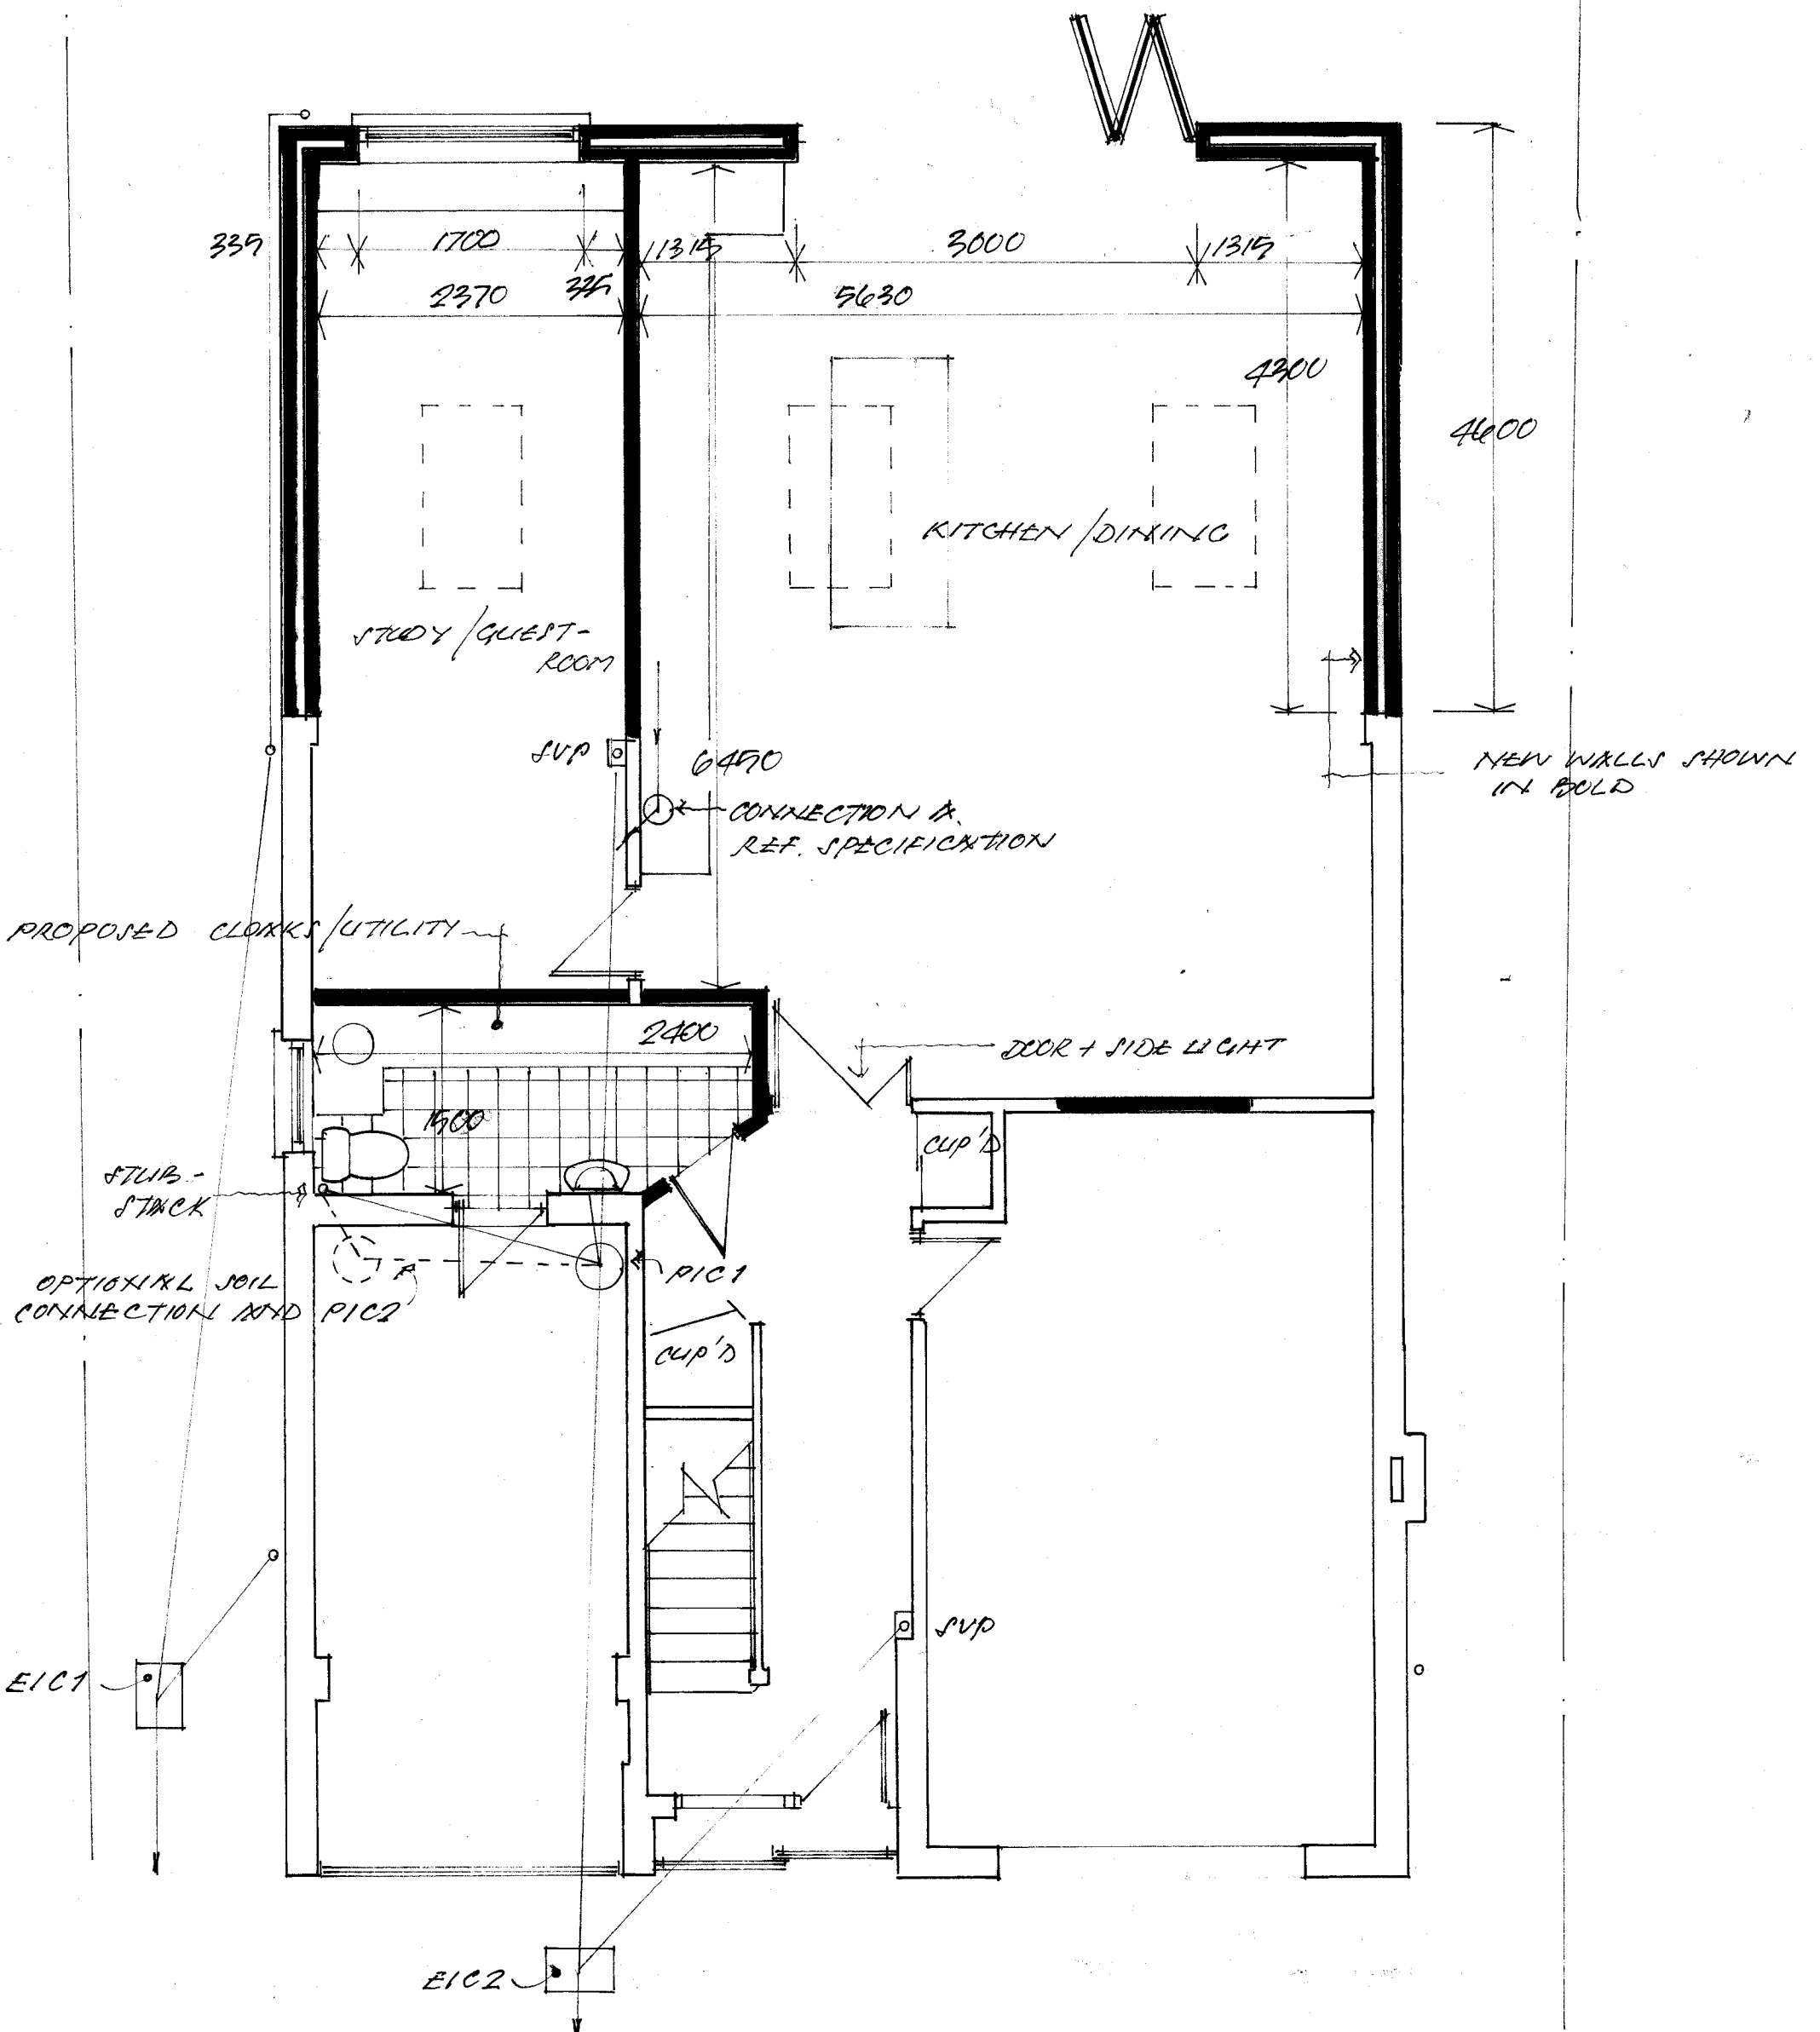 335
1700
1315
3000
1315
2370
335
5630
4300
4600
KITCHEN/DINING
STUDY/GUEST-
ROOM
SVP
6450
NEW WALLS SHOWN
IN BOLD
CONNECTION A.
REF. SPECIFICATION
PROPOSED CLOAKS/UTILITY
2400
DOOR + SIDE LIGHT
1500
CUP'D
STUB-
STACK
PIC1
OPTIONAL SOIL
CONNECTION AND PIC2
CUP'D
SVP
EIC1
EIC2